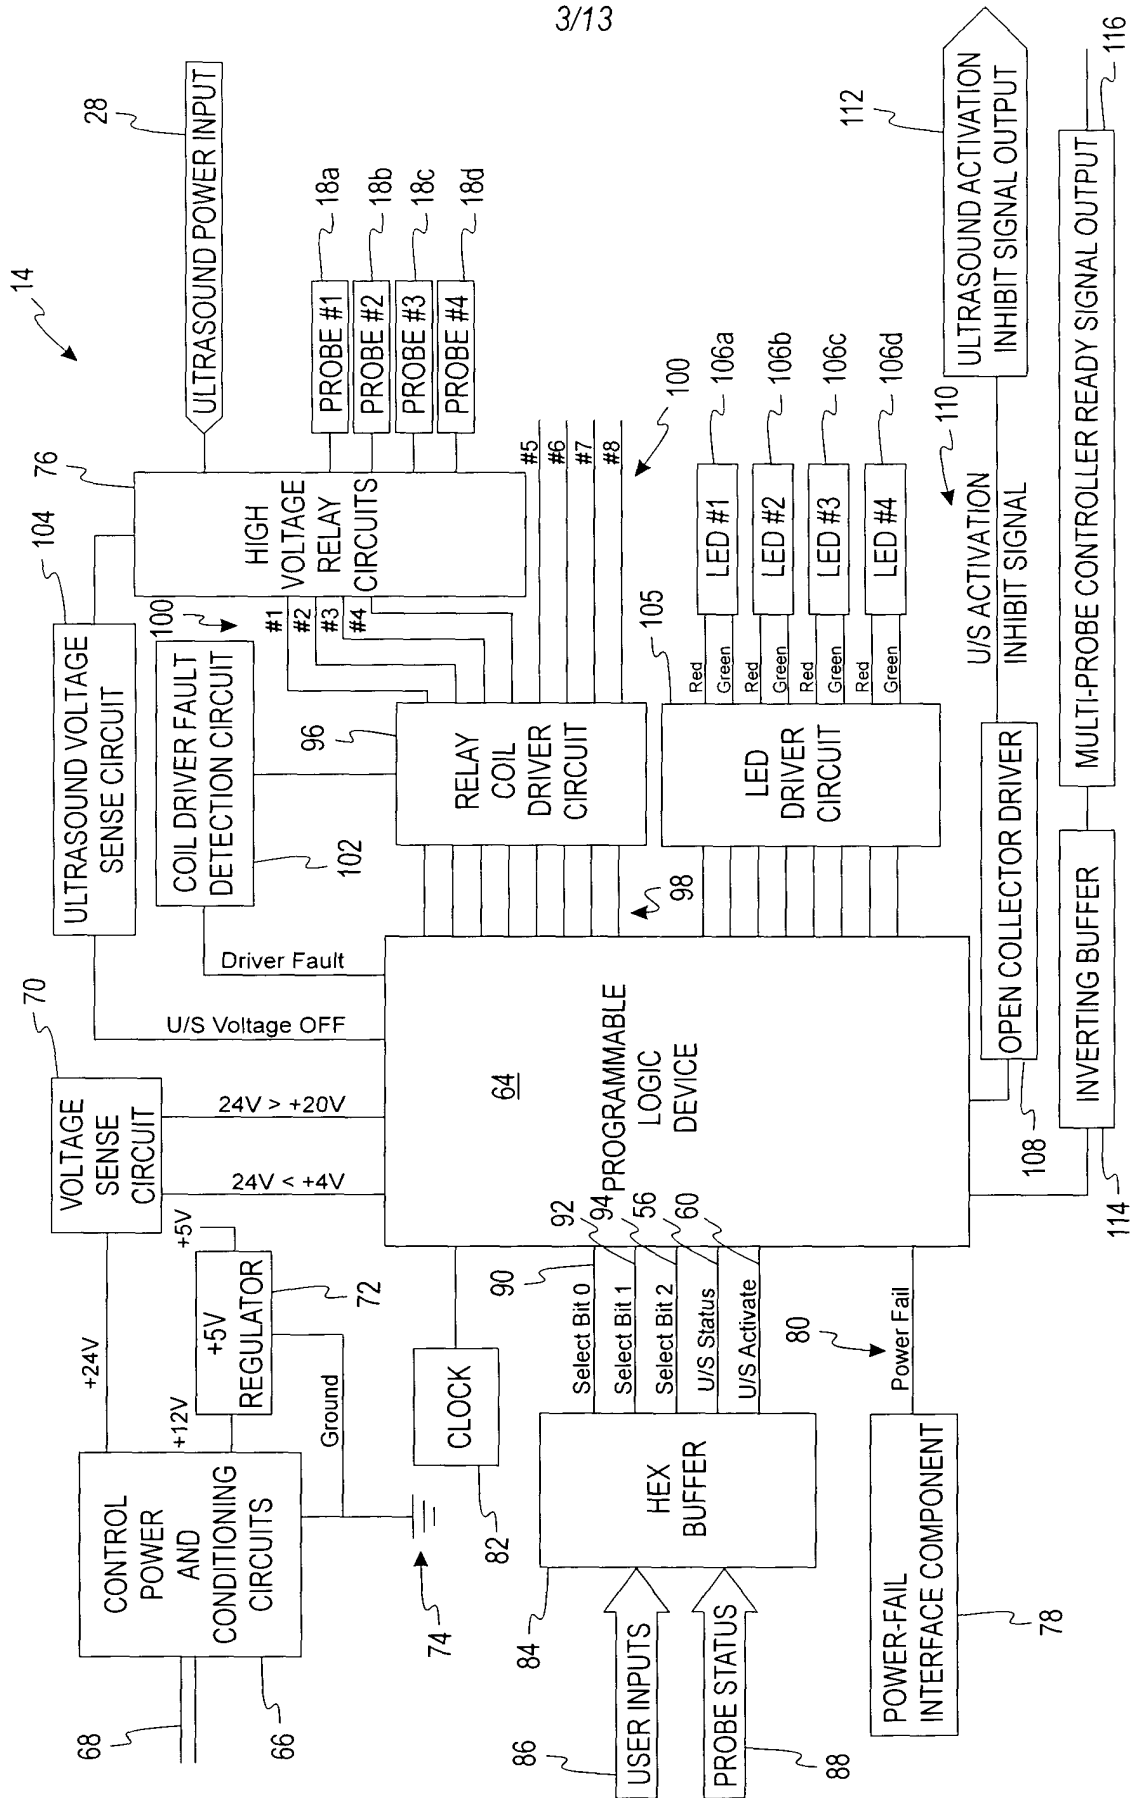 3/13
14
28
ULTRASOUND POWER INPUT
76
HIGH
VOLTAGE
RELAY
CIRCUITS
PROBE #1
18a
PROBE #2
18b
PROBE #3
18c
PROBE #4
18d
104
ULTRASOUND VOLTAGE
SENSE CIRCUIT
100
COIL DRIVER FAULT
DETECTION CIRCUIT
102
#1
#2
#3
#4
96
RELAY
COIL
DRIVER
CIRCUIT
#5
#6
#7
#8
100
98
105
LED
DRIVER
CIRCUIT
Red
Green
Red
Green
Red
Green
Red
Green
LED #1
106a
LED #2
106b
LED #3
106c
LED #4
106d
110
U/S ACTIVATION
INHIBIT SIGNAL
112
ULTRASOUND ACTIVATION
INHIBIT SIGNAL OUTPUT
116
MULTI-PROBE CONTROLLER READY SIGNAL OUTPUT
OPEN COLLECTOR DRIVER
108
INVERTING BUFFER
114
70
VOLTAGE
SENSE
CIRCUIT
Driver Fault
U/S Voltage OFF
24V > +20V
24V < +4V
64
PROGRAMMABLE
LOGIC
DEVICE
+24V
+5V
+5V
REGULATOR
72
+12V
Ground
CONTROL
POWER
AND
CONDITIONING
CIRCUITS
68
66
74
CLOCK
82
90
92
94
56
60
Select Bit 0
Select Bit 1
Select Bit 2
U/S Status
U/S Activate
HEX
BUFFER
84
USER INPUTS
86
PROBE STATUS
88
80
Power Fail
POWER-FAIL
INTERFACE COMPONENT
78